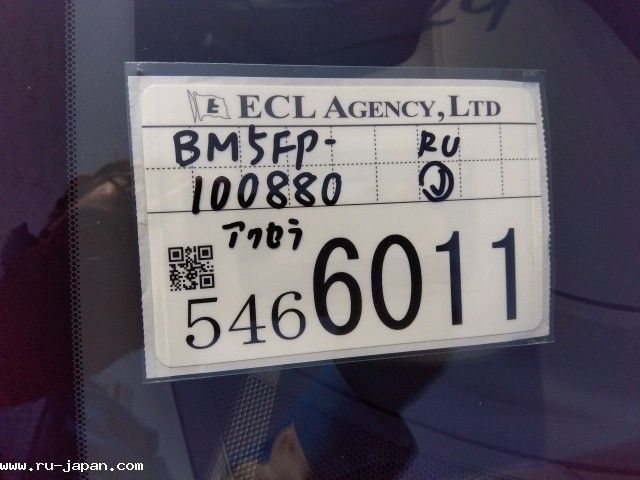 ECL AGENCY, LTD
BM5FP- RU
100880 J
アクセラ
5466011
www.ru-japan.com